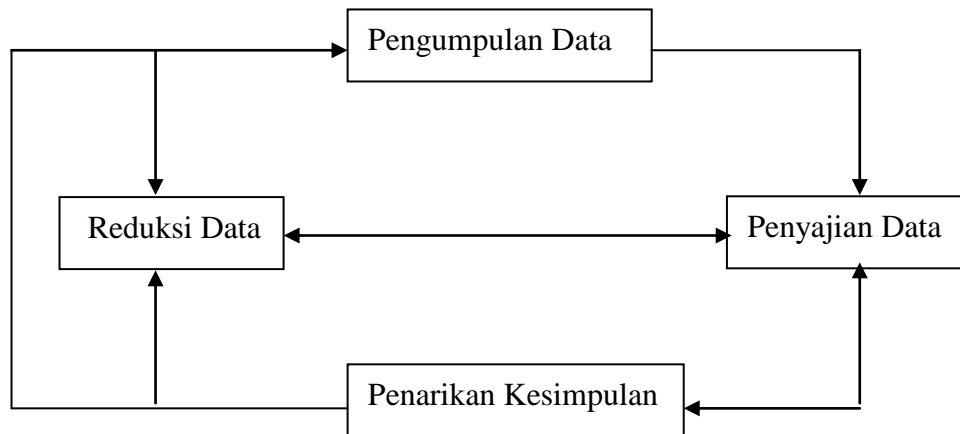 Pengumpulan Data
Reduksi Data
Penyajian Data
Penarikan Kesimpulan